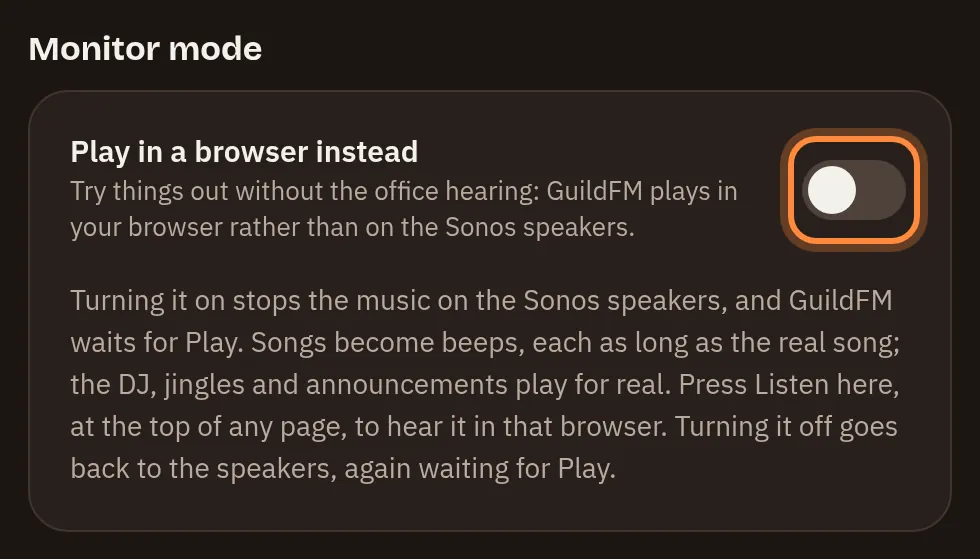 Monitor mode
Play in a browser instead
Try things out without the office hearing: GuildFM plays in
your browser rather than on the Sonos speakers.
Turning it on stops the music on the Sonos speakers, and GuildFM
waits for Play. Songs become beeps, each as long as the real song;
the DJ, jingles and announcements play for real. Press Listen here,
at the top of any page, to hear it in that browser. Turning it off goes
back to the speakers, again waiting for Play.